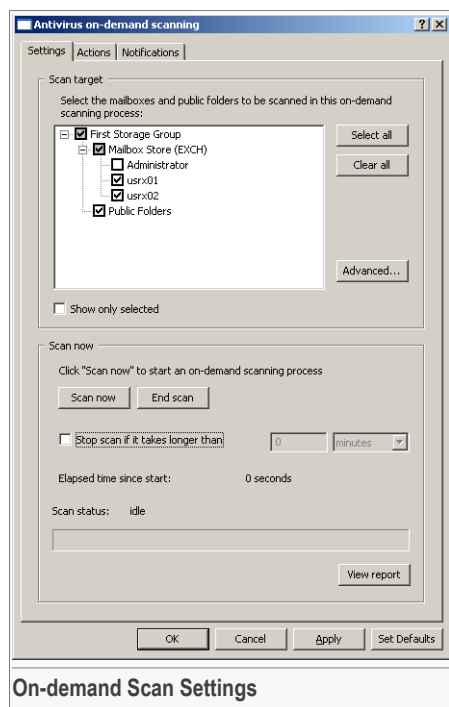 Antivirus on-demand scanning
Settings Actions Notifications
Scan target
Select the mailboxes and public folders to be scanned in this on-demand
scanning process:
First Storage Group
Mailbox Store (EXCH)
Administrator
usrx01
usrx02
Public Folders
Select all
Clear all
Advanced...
Show only selected
Scan now
Click "Scan now" to start an on-demand scanning process
Scan now End scan
Stop scan if it takes longer than 0 minutes
Elapsed time since start: 0 seconds
Scan status: idle
View report
OK Cancel Apply Set Defaults
On-demand Scan Settings